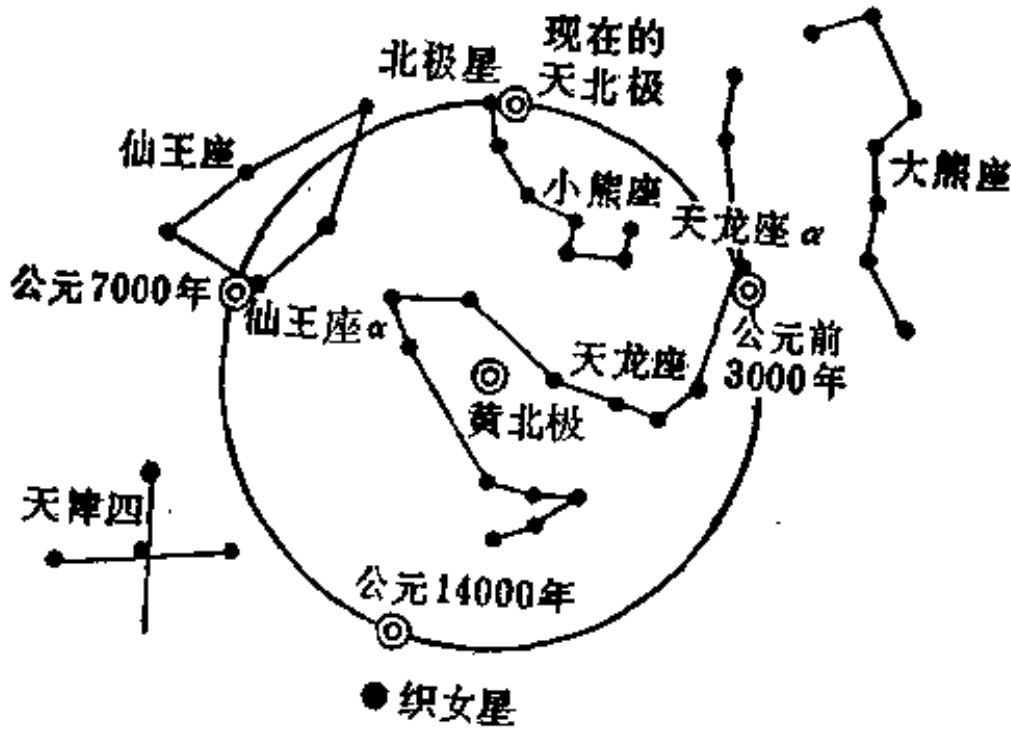 现在的
北极星
天北极
仙王座
大熊座
小熊座
天龙座α
公元7000年
仙王座α
公元前
天龙座
3000年
黄北极
天津四
公元14000年
织女星